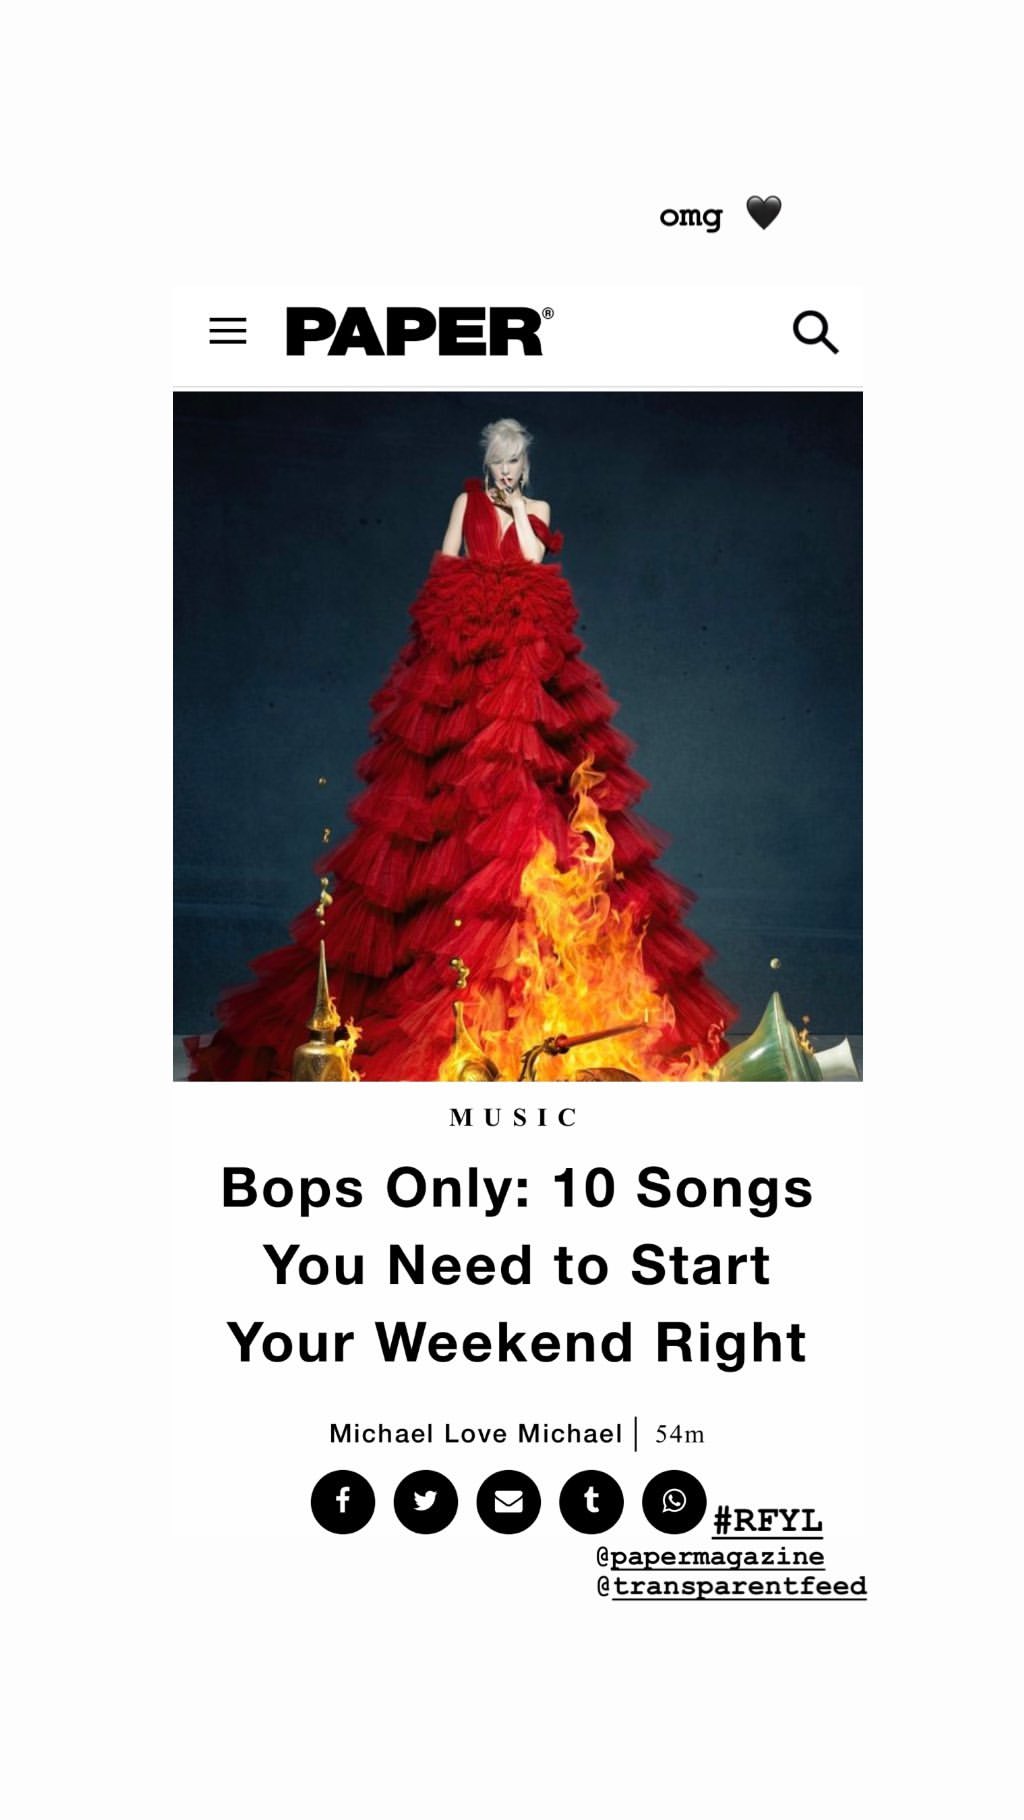 omg 🖤
PAPER®
MUSIC
Bops Only: 10 Songs
You Need to Start
Your Weekend Right
Michael Love Michael | 54m
#RFYL
@papermagazine
@transparentfeed